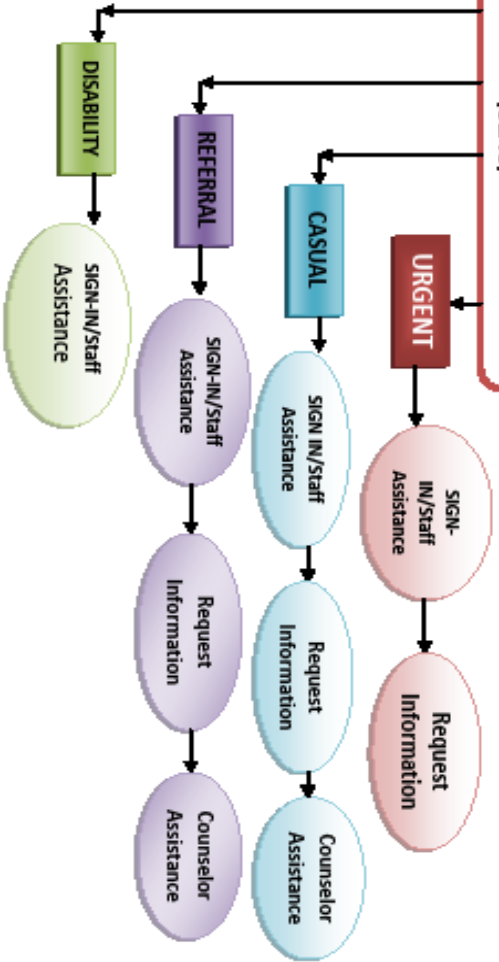 URGENT
SIGN-
IN/Staff
Assistance
Request
Information
CASUAL
SIGN IN/Staff
Assistance
Request
Information
Counselor
Assistance
REFERRAL
SIGN-IN/Staff
Assistance
Request
Information
Counselor
Assistance
DISABILITY
SIGN-IN/Staff
Assistance